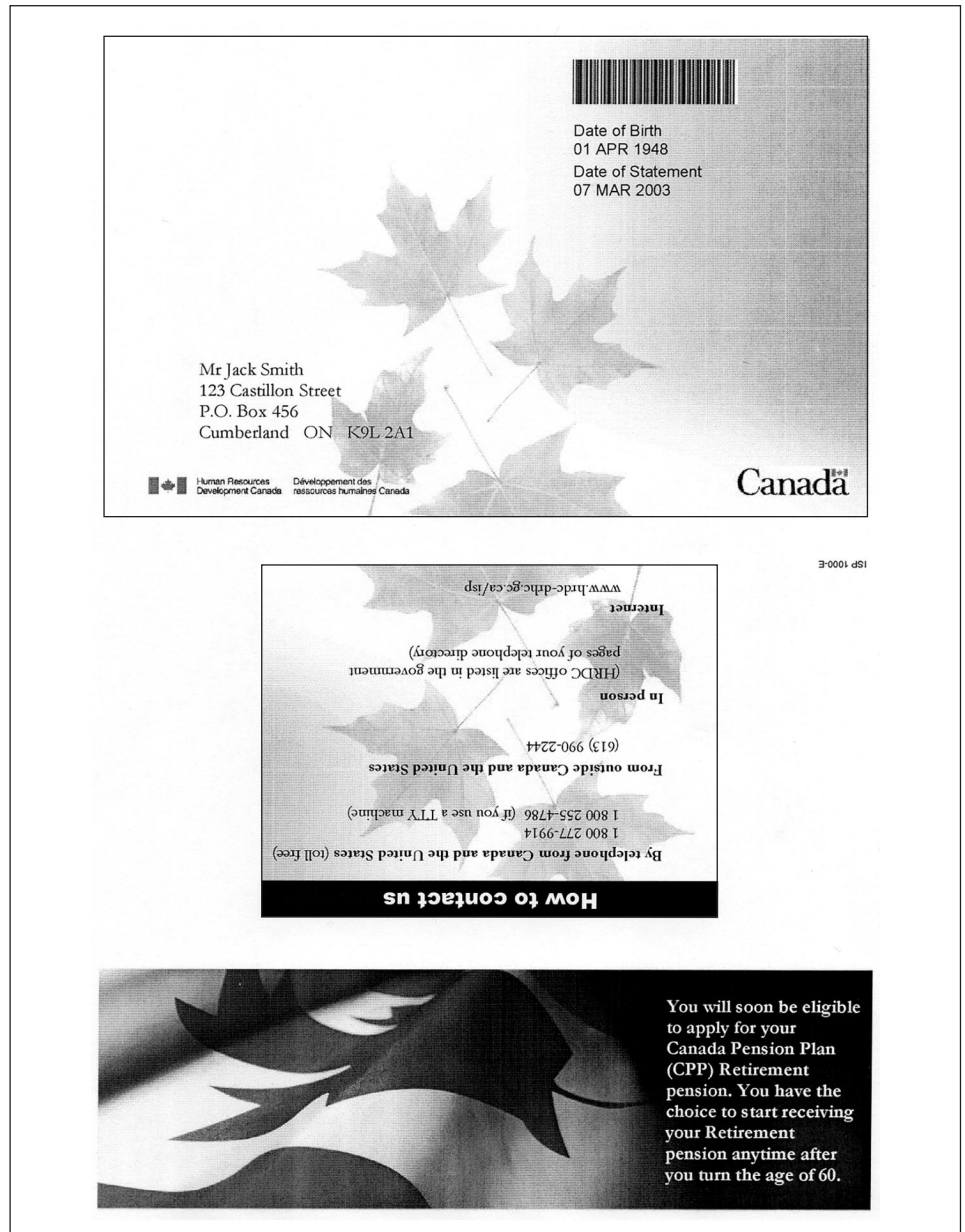 Date of Birth
01 APR 1948
Date of Statement
07 MAR 2003
Mr Jack Smith
123 Castillon Street
P.O. Box 456
Cumberland ON K9L 2A1
Human Resources
Development Canada
Développement des
ressources humaines Canada
Canada
ISP 1000-E
How to contact us
By telephone from Canada and the United States (toll free)
1 800 277-9914
1 800 255-4786 (if you use a TTY machine)
From outside Canada and the United States
(613) 990-2244
In person
(HRDC offices are listed in the government
pages of your telephone directory)
Internet
www.hrdc-drhc.gc.ca/isp
You will soon be eligible
to apply for your
Canada Pension Plan
(CPP) Retirement
pension. You have the
choice to start receiving
your Retirement
pension anytime after
you turn the age of 60.